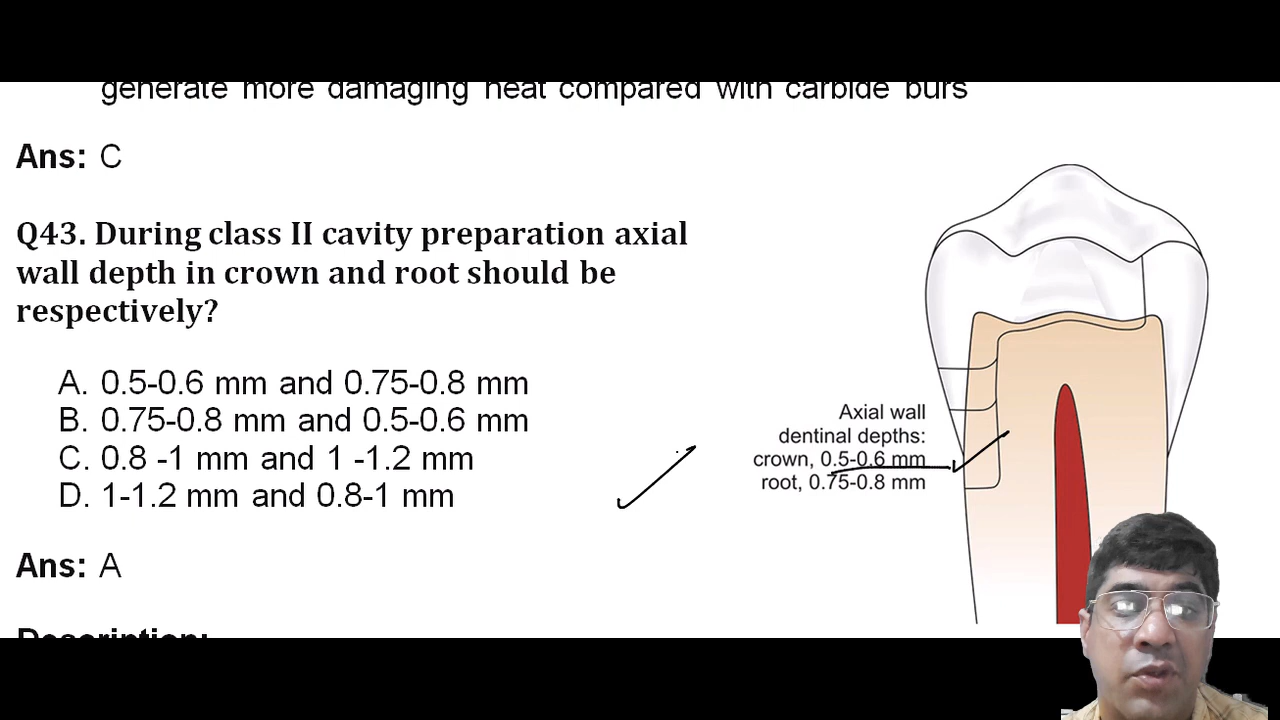 generate more damaging heat compared with carbide burs
Ans: C
Q43. During class II cavity preparation axial
wall depth in crown and root should be
respectively?
A. 0.5-0.6 mm and 0.75-0.8 mm
B. 0.75-0.8 mm and 0.5-0.6 mm
C. 0.8 -1 mm and 1 -1.2 mm
D. 1-1.2 mm and 0.8-1 mm
Ans: A
Description:
Axial wall
dentinal depths:
crown, 0.5-0.6 mm
root, 0.75-0.8 mm